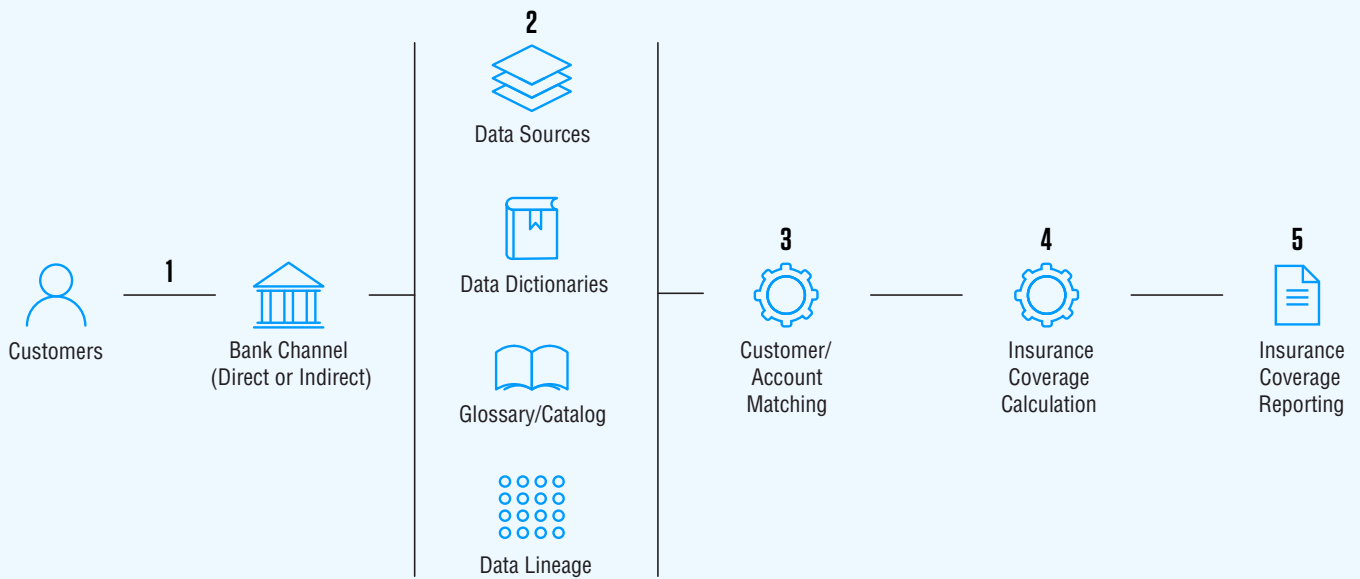 1
Customers
Bank Channel
(Direct or Indirect)
2
Data Sources
Data Dictionaries
Glossary/Catalog
Data Lineage
3
Customer/
Account
Matching
4
Insurance
Coverage
Calculation
5
Insurance
Coverage
Reporting